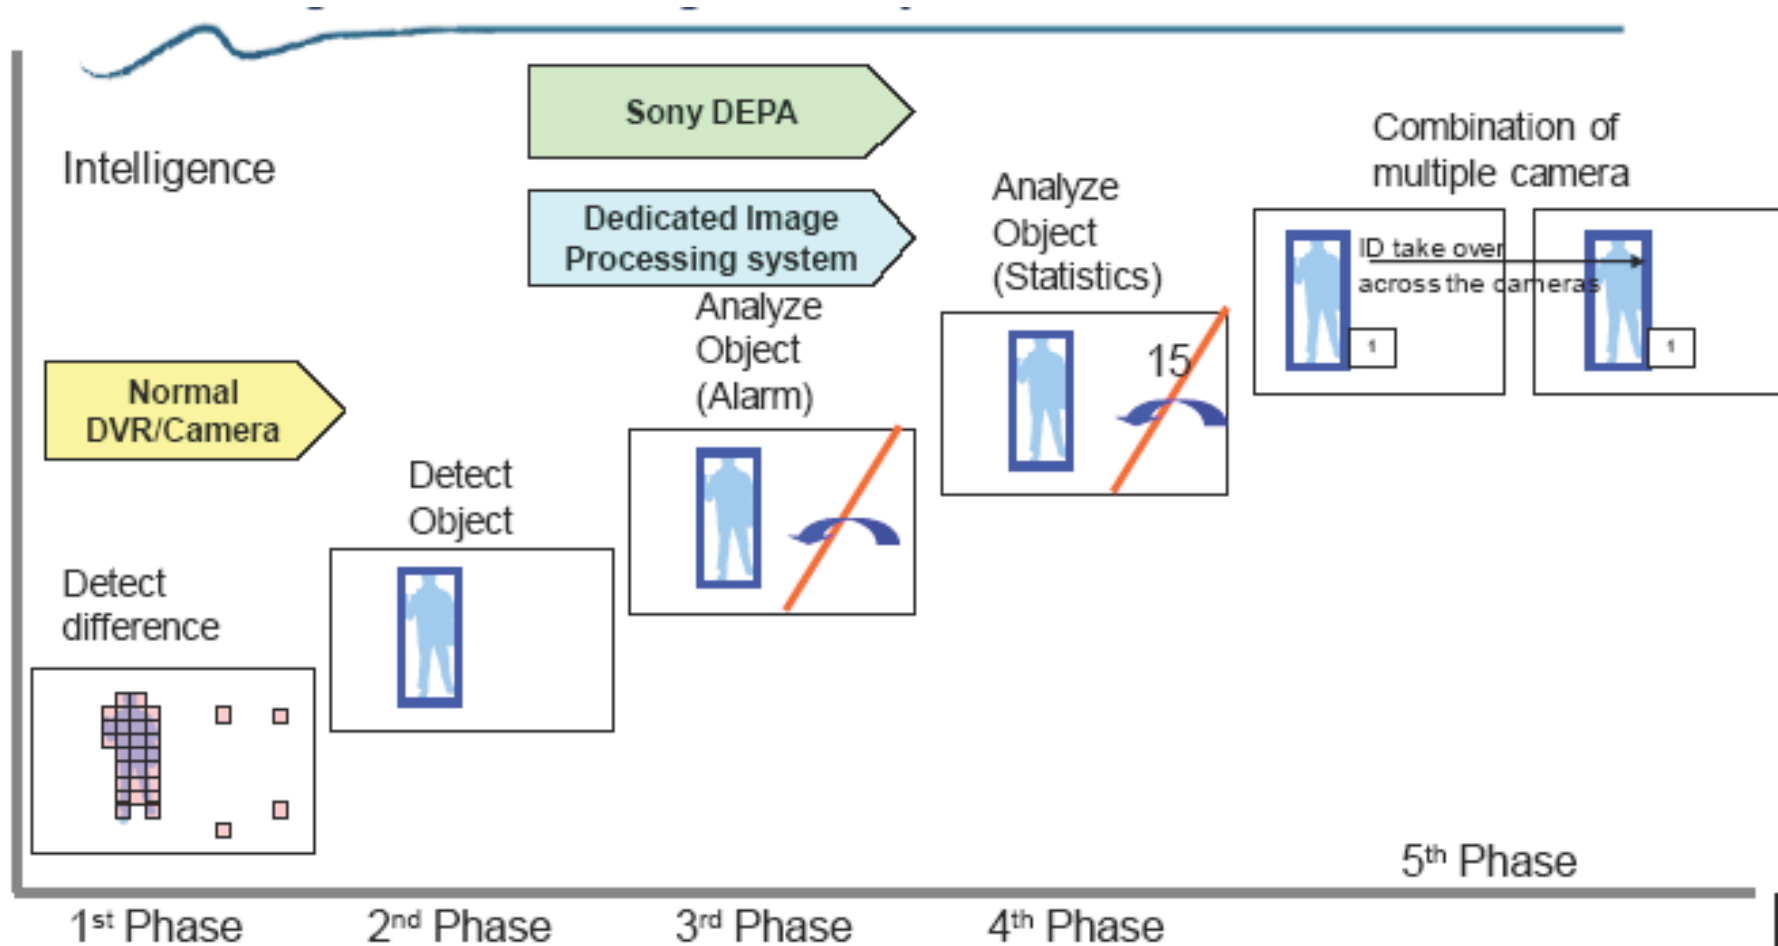 Sony DEPA
Intelligence
Dedicated Image
Processing system
Combination of
multiple camera
Analyze
Object
(Statistics)
ID take over
across the cameras
1
1
15
Analyze
Object
(Alarm)
Normal
DVR/Camera
Detect
Object
Detect
difference
5th Phase
1st Phase
2nd Phase
3rd Phase
4th Phase